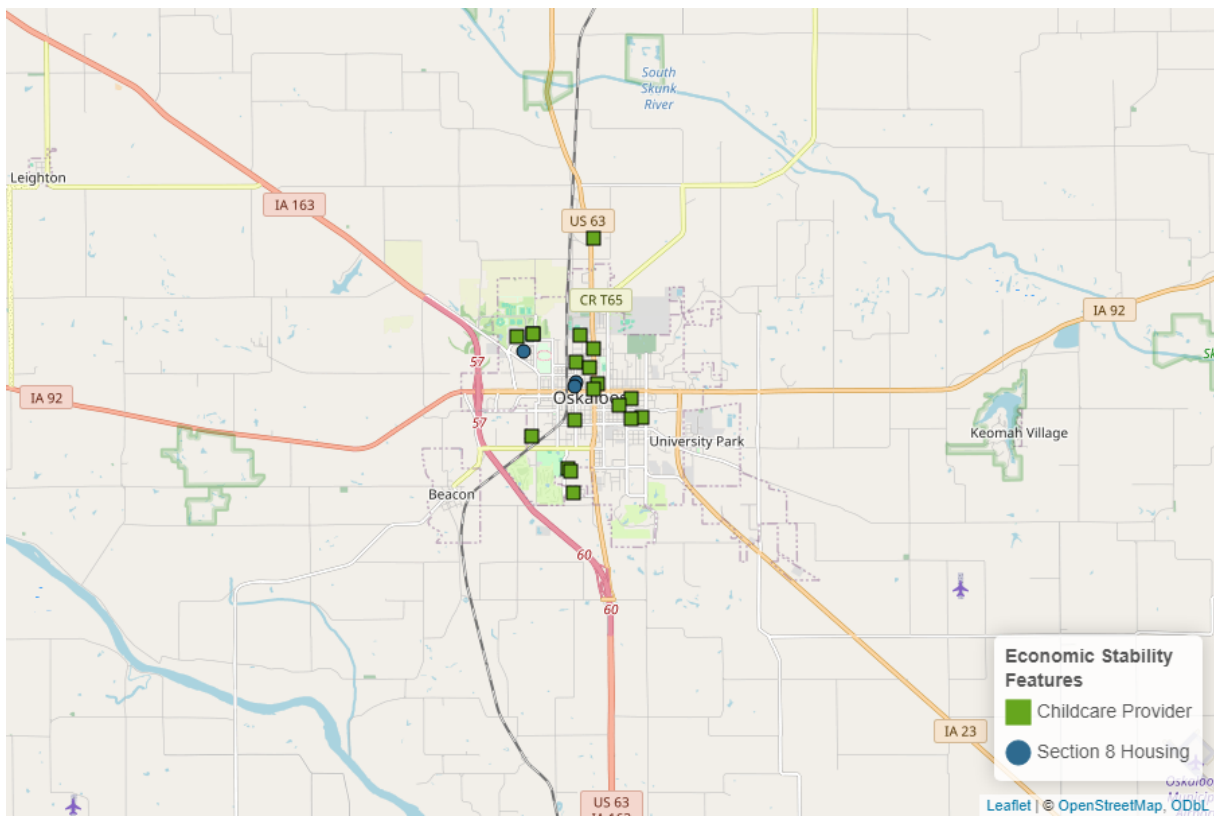 South
Skunk
River
Leighton
IA 163
US 63
CR T65
IA 92
57
IA 92
Oskaloosa
57
Keomah Village
University Park
Beacon
60
60
Economic Stability
Features
Childcare Provider
Section 8 Housing
IA 23
US 63
IA 163
Leaflet | © OpenStreetMap, ODbL